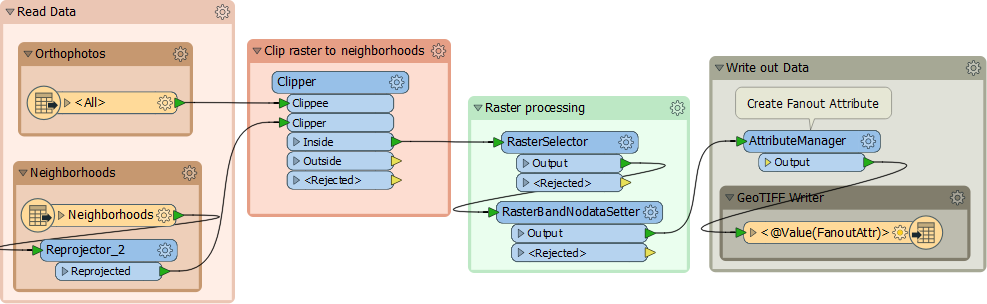 Read Data
Orthophotos
<All>
Neighborhoods
Neighborhoods
Reprojector_2
Reprojected
Clip raster to neighborhoods
Clipper
Clippee
Clipper
Inside
Outside
<Rejected>
Raster processing
RasterSelector
Output
<Rejected>
RasterBandNodataSetter
Output
<Rejected>
Write out Data
Create Fanout Attribute
AttributeManager
Output
GeoTIFF Writer
<@Value(FanoutAttr)>